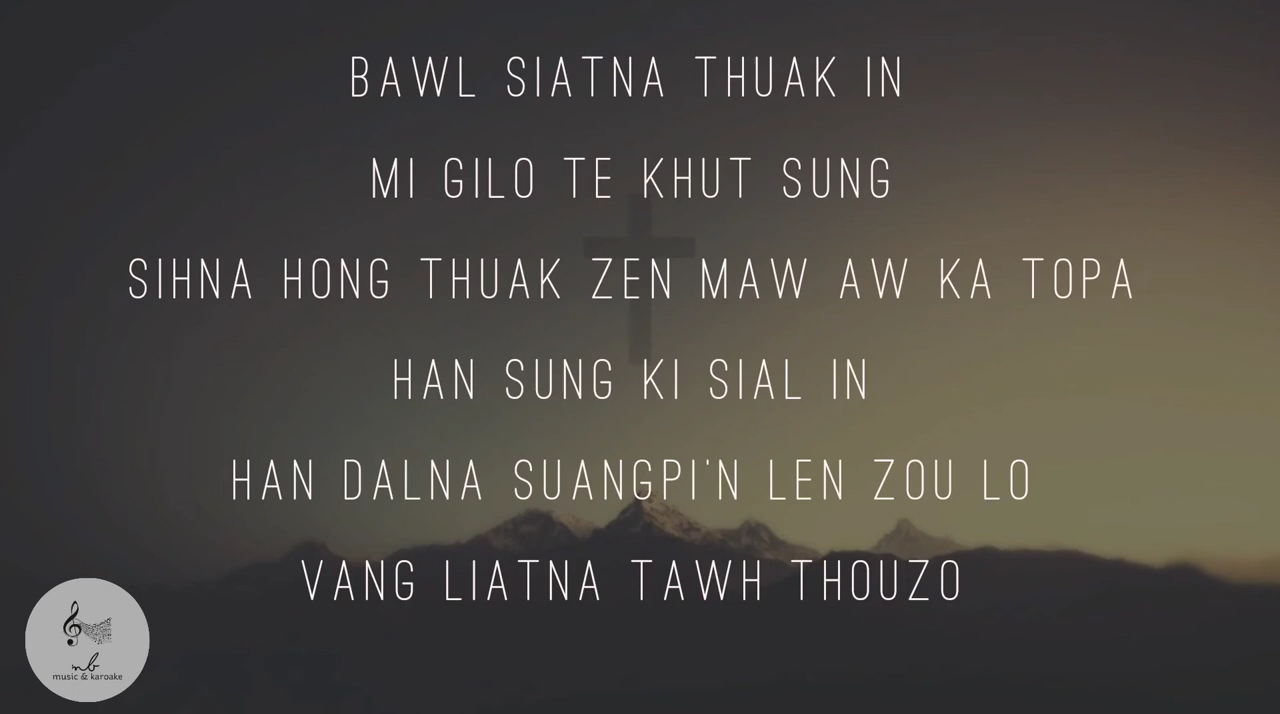 BAWL SIATNA THUAK IN
MI GILO TE KHUT SUNG
SIHNA HONG THUAK ZEN MAW AW KA TOPA
HAN SUNG KI SIAL IN
HAN DALNA SUANGPI'N LEN ZOU LO
VANG LIATNA TAWH THOUZO
nb
music & karoake